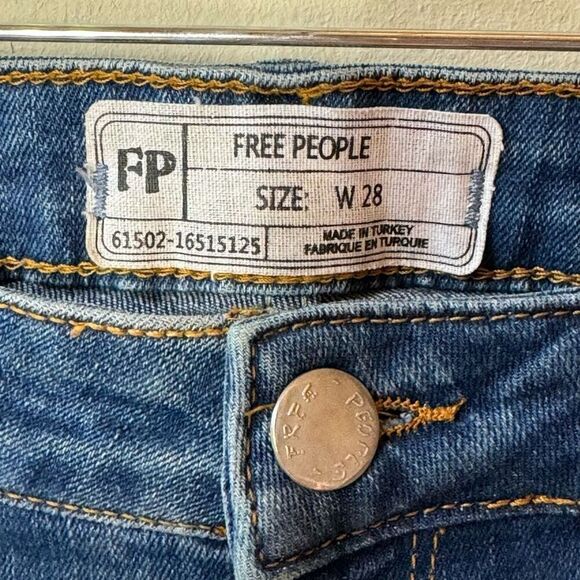 FP
FREE PEOPLE
SIZE: W 28
61502-16515125
MADE IN TURKEY
FABRIQUE EN TURQUIE
FREE PEOPLE